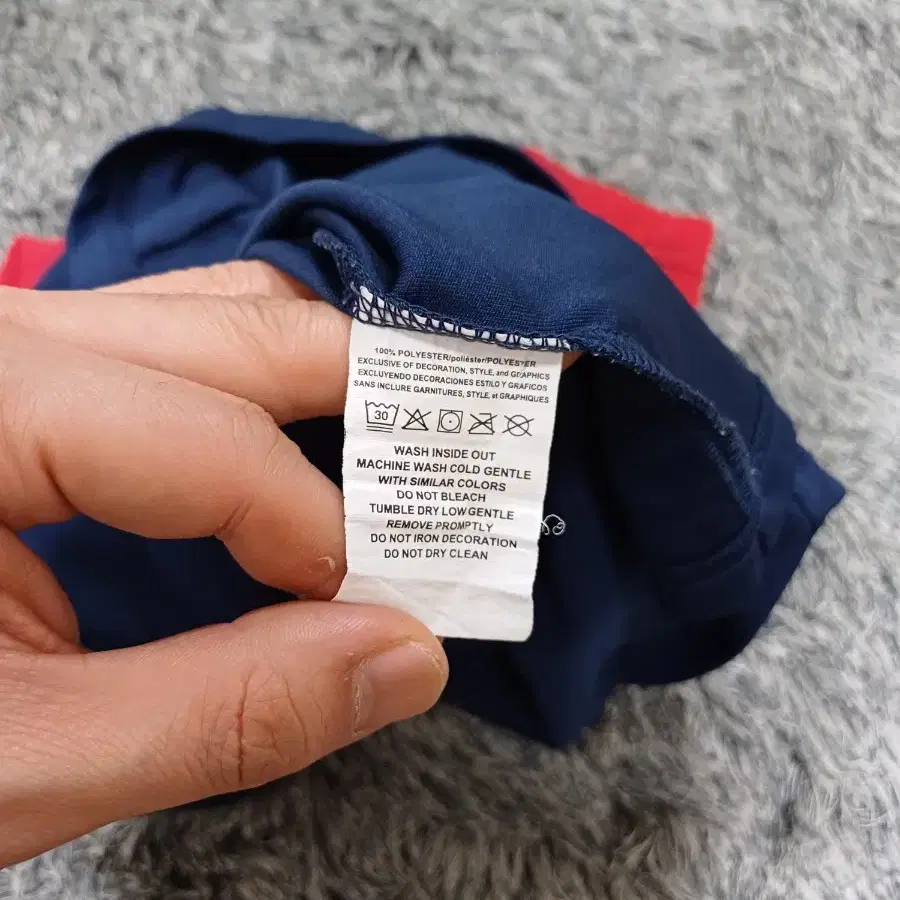 100% POLYESTER/poliéster/POLYESTER
EXCLUSIVE OF DECORATION, STYLE, and GRAPHICS
EXCLUYENDO DECORACIONES ESTILO Y GRAFICOS
SANS INCLURE GARNITURES, STYLE, et GRAPHIQUES
30
WASH INSIDE OUT
MACHINE WASH COLD GENTLE
WITH SIMILAR COLORS
DO NOT BLEACH
TUMBLE DRY LOW GENTLE
REMOVE PROMPTLY
DO NOT IRON DECORATION
DO NOT DRY CLEAN